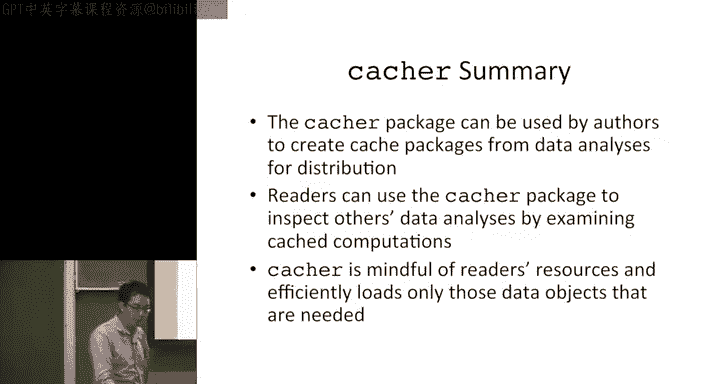 GPT中英字幕课程资源@bilibili
cacher Summary
• The cacher package can be used by authors
to create cache packages from data analyses
for distribution
• Readers can use the cacher package to
inspect others' data analyses by examining
cached computations
• cacher is mindful of readers' resources and
efficiently loads only those data objects that
are needed